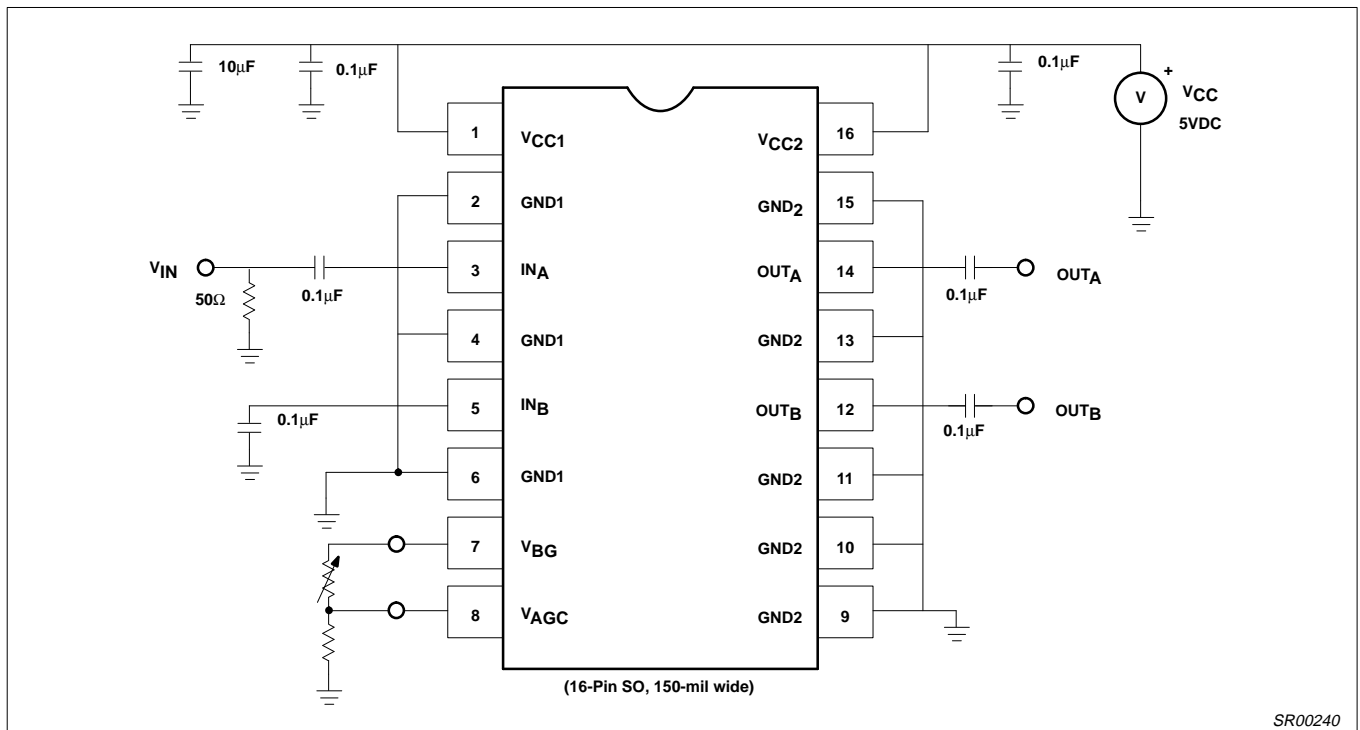 10µF
0.1µF
0.1µF
+
V
VCC
5VDC
1
VCC1
VCC2
16
2
GND1
GND2
15
VIN
50Ω
0.1µF
3
INA
OUTA
14
0.1µF
OUTA
4
GND1
GND2
13
0.1µF
5
INB
OUTB
12
0.1µF
OUTB
6
GND1
GND2
11
7
VBG
GND2
10
8
VAGC
GND2
9
(16-Pin SO, 150-mil wide)
SR00240